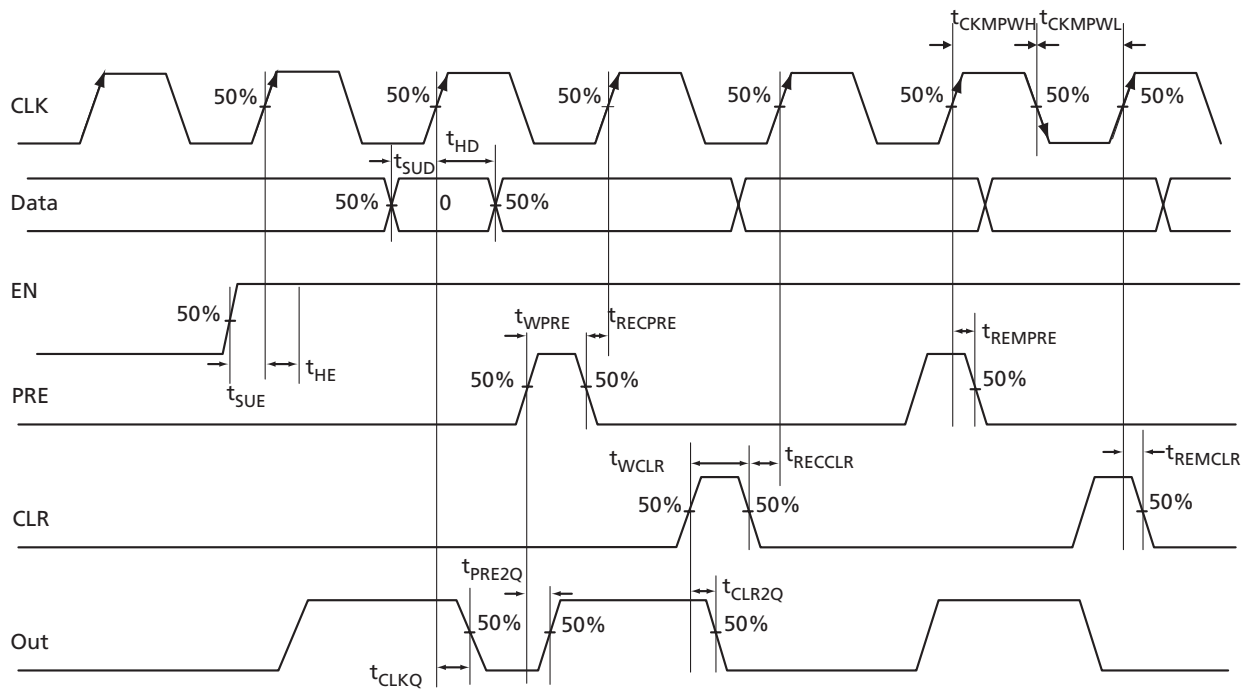 tCKMPWH tCKMPWL
CLK 50% 50% 50% 50% 50% 50% 50%
tSUD tHD
Data 50% 0 50%
EN 50%
tSUE tHE tWPRE tRECPRE tREMPRE
PRE 50% 50% 50%
tWCLR tRECCLR tREMCLR
CLR 50% 50% 50%
tPRE2Q tCLR2Q
Out 50% 50% 50%
tCLKQ